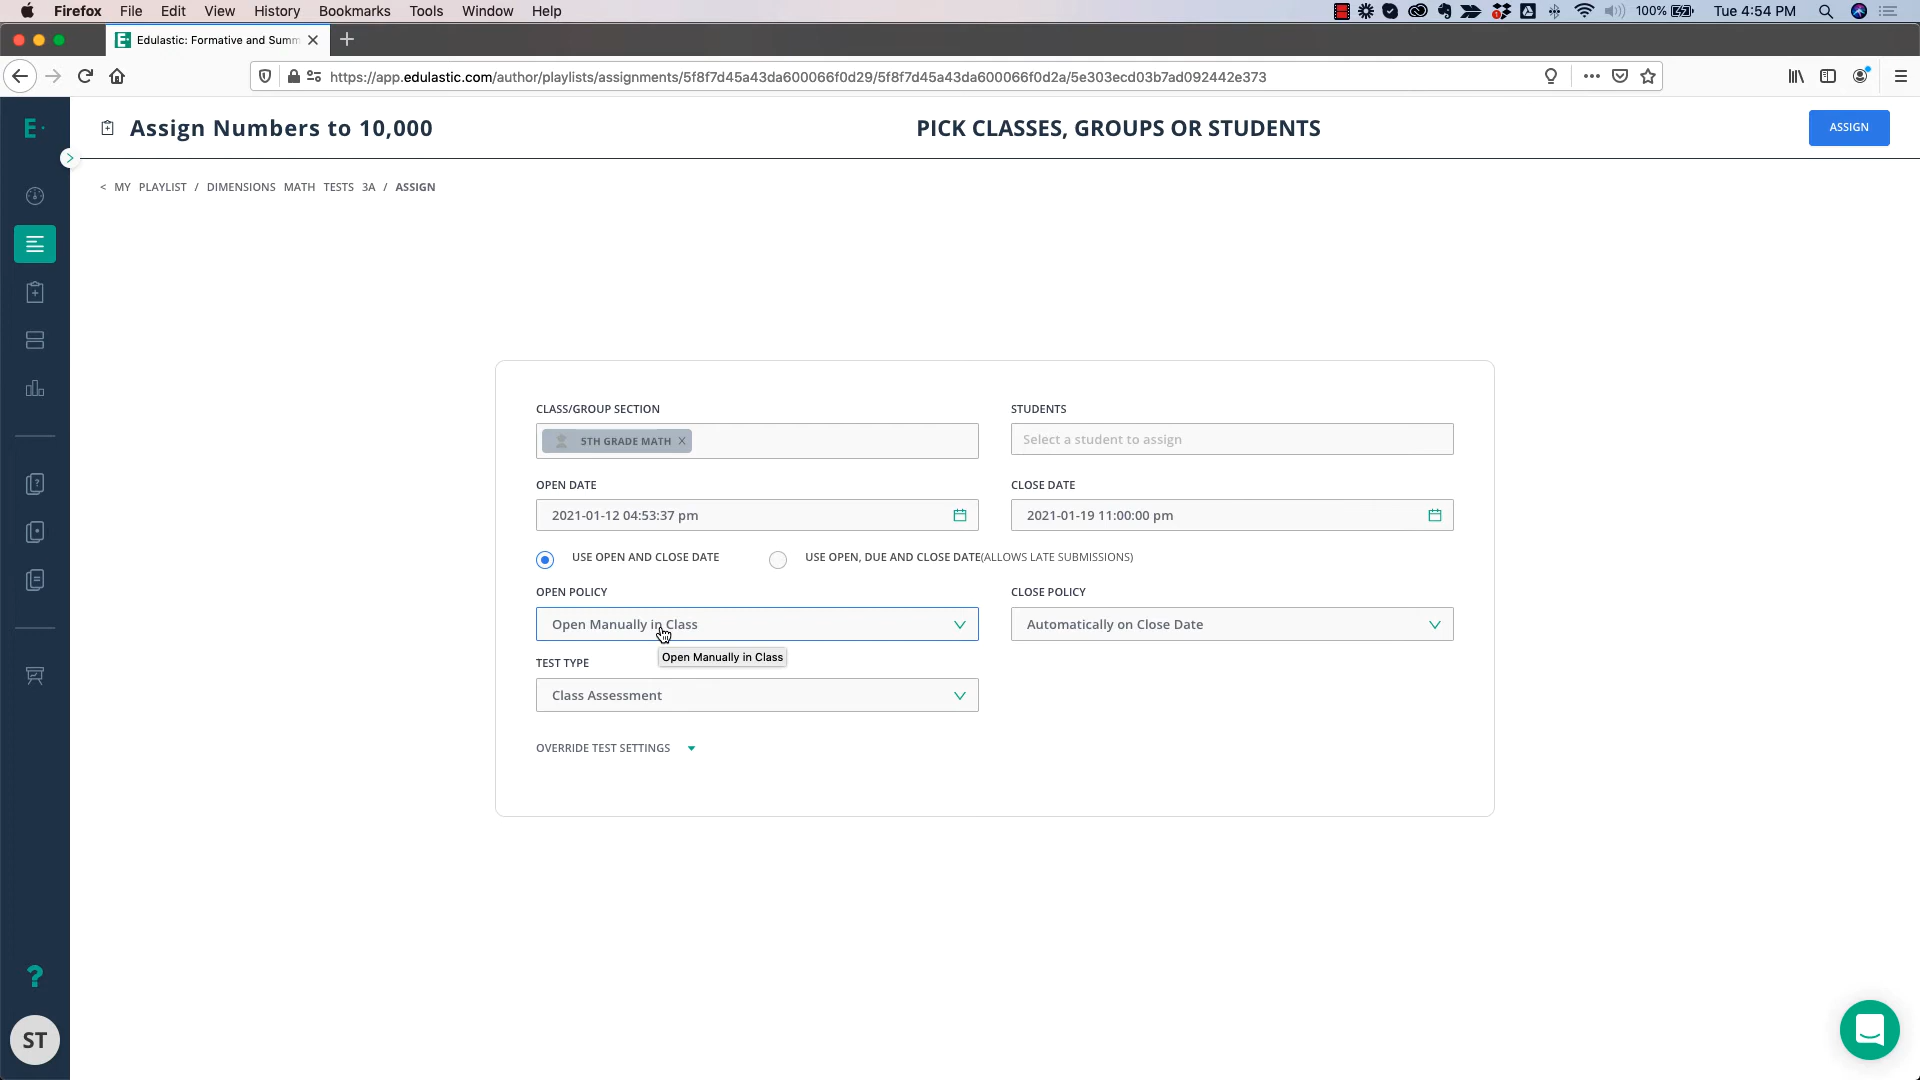 Firefox File Edit View History Bookmarks Tools Window Help 100% Tue 4:54 PM
Edulastic: Formative and Summ
https://app.edulastic.com/author/playlists/assignments/5f8f7d45a43da600066f0d29/5f8f7d45a43da600066f0d2a/5e303ecd03b7ad092442e373
E
Assign Numbers to 10,000 PICK CLASSES, GROUPS OR STUDENTS ASSIGN
< MY PLAYLIST / DIMENSIONS MATH TESTS 3A / ASSIGN
CLASS/GROUP SECTION STUDENTS
5TH GRADE MATH Select a student to assign
OPEN DATE CLOSE DATE
2021-01-12 04:53:37 pm 2021-01-19 11:00:00 pm
USE OPEN AND CLOSE DATE USE OPEN, DUE AND CLOSE DATE(ALLOWS LATE SUBMISSIONS)
OPEN POLICY CLOSE POLICY
Open Manually in Class Automatically on Close Date
Open Manually in Class
TEST TYPE
Class Assessment
OVERRIDE TEST SETTINGS
?
ST